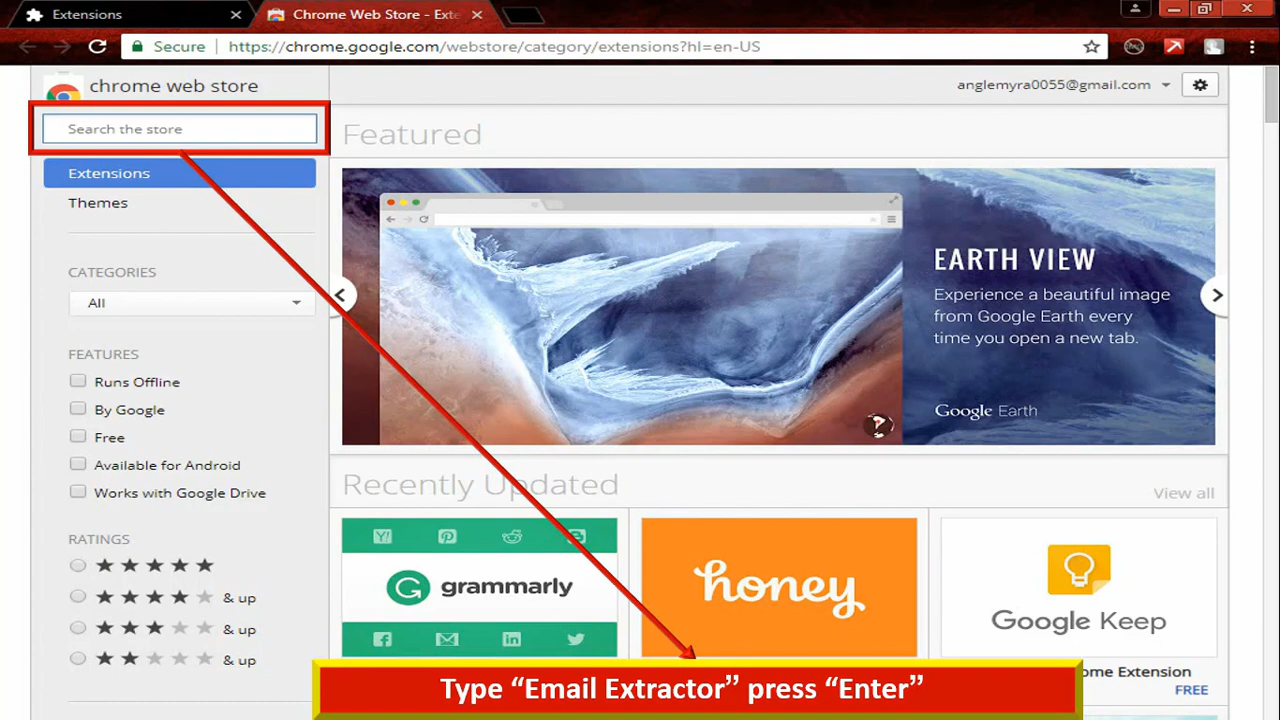 Extensions
Chrome Web Store - Exte
Secure
https://chrome.google.com/webstore/category/extensions?hl=en-US
chrome web store
anglemyra0055@gmail.com
Search the store
Extensions
Themes
CATEGORIES
All
FEATURES
Runs Offline
By Google
Free
Available for Android
Works with Google Drive
RATINGS
& up
& up
& up
Featured
EARTH VIEW
Experience a beautiful image
from Google Earth every
time you open a new tab.
Google Earth
Recently Updated
View all
grammarly
honey
Google Keep
ome Extension
FREE
Type “Email Extractor” press “Enter”